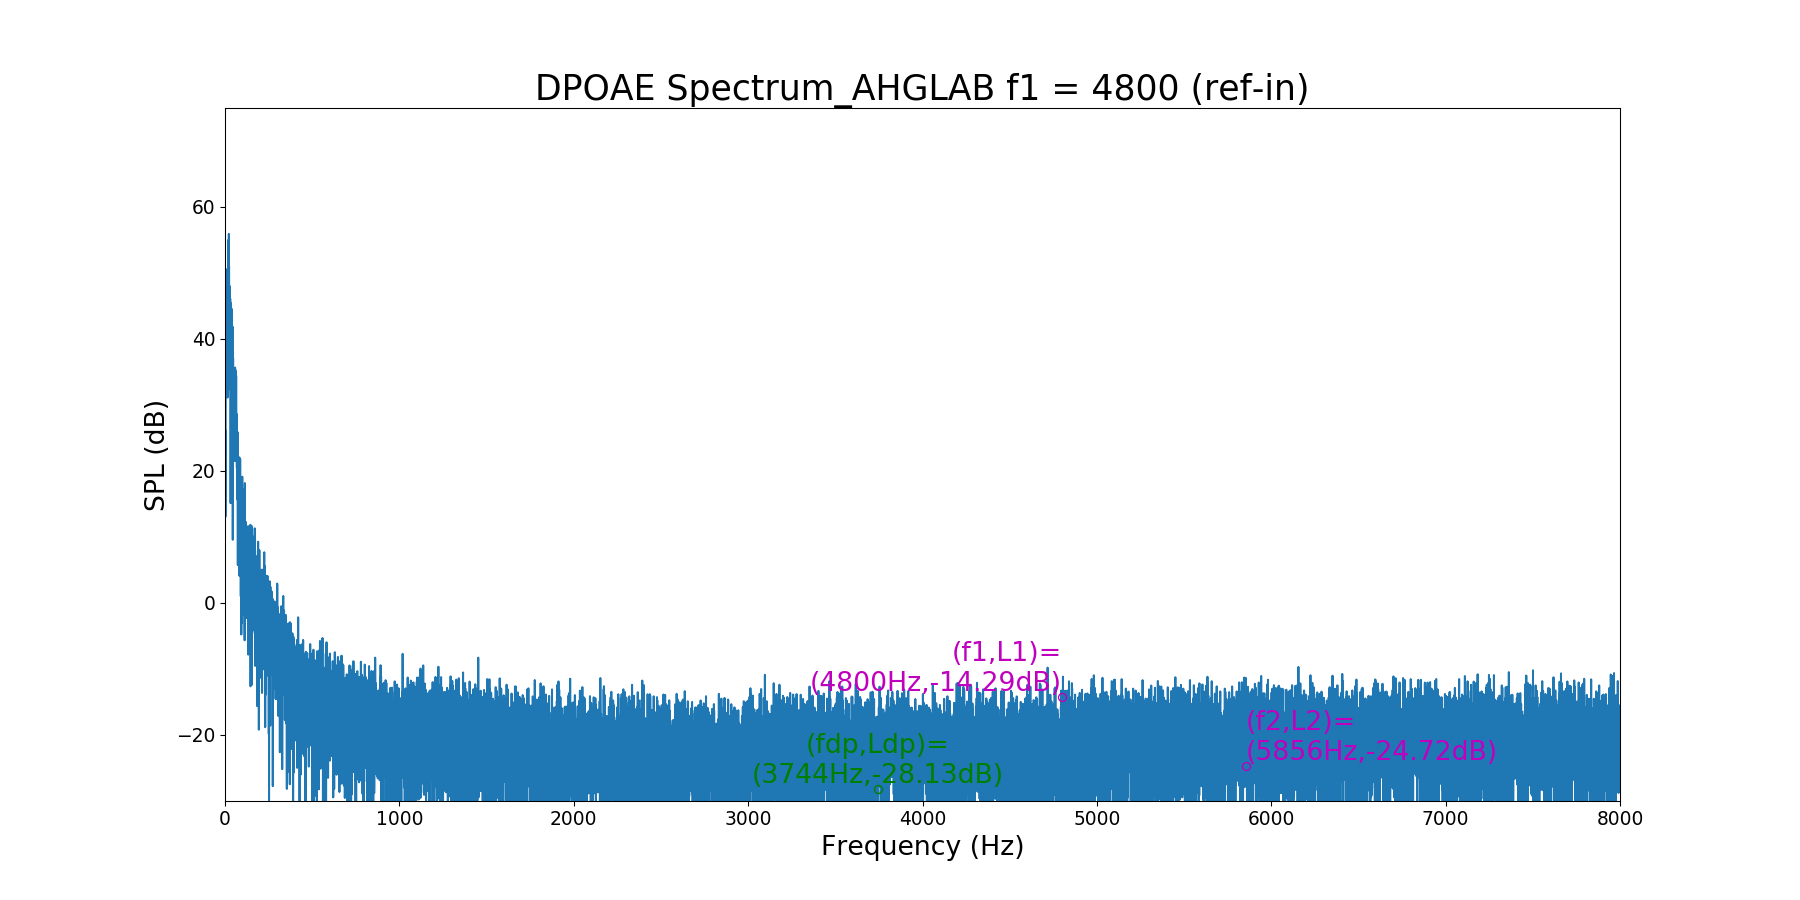 DPOAE Spectrum_AHGLAB f1 = 4800 (ref-in)
60
40
20
0
−20
SPL (dB)
(f1,L1)=
(4800Hz,-14.29dB)
(f2,L2)=
(5856Hz,-24.72dB)
(fdp,Ldp)=
(3744Hz,-28.13dB)
0 1000 2000 3000 4000 5000 6000 7000 8000
Frequency (Hz)